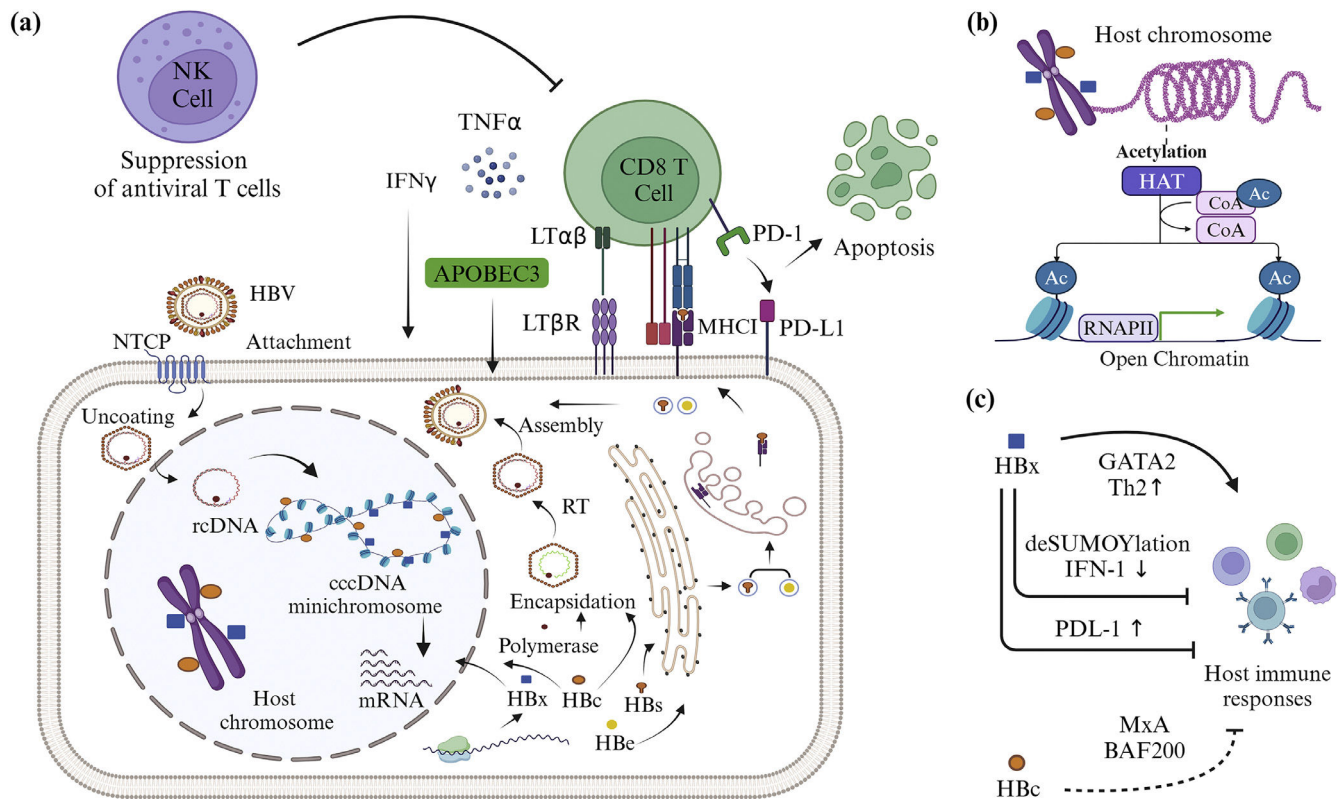 (a)
NK
Cell
Suppression
of antiviral T cells
TNFα
IFNγ
CD8 T
Cell
LTαβ
PD-1
Apoptosis
APOBEC3
HBV
LTβR
MHCI
PD-L1
NTCP
Attachment
Uncoating
Assembly
rcDNA
RT
cccDNA
minichromosome
Encapsidation
Polymerase
mRNA
HBx
HBc
HBs
HBe
Host
chromosome
(b)
Host chromosome
Acetylation
HAT
CoA
Ac
CoA
Ac
Ac
RNAPII
Open Chromatin
(c)
HBx
GATA2
Th2↑
deSUMOYlation
IFN-1 ↓
PDL-1 ↑
Host immune
responses
MxA
BAF200
HBc